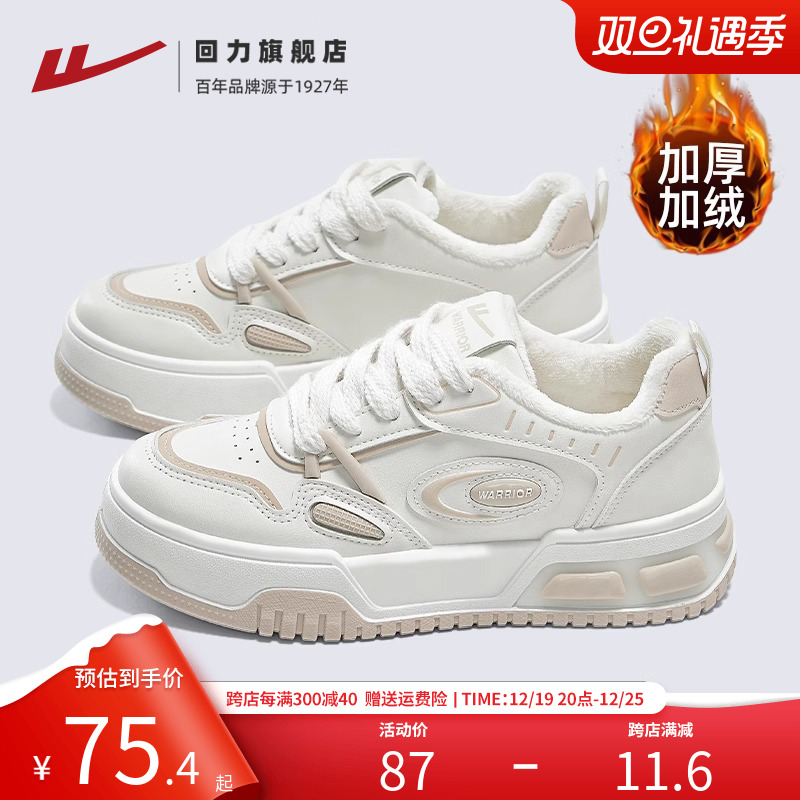 回力旗舰店
百年品牌源于1927年
双旦礼遇季
加厚
加绒
WARRIOR
WARRIOR
预估到手价
¥75.4起
跨店每满300减40 赠送运费险 | TIME:12/19 20点-12/25
活动价
87
–
跨店满减
11.6